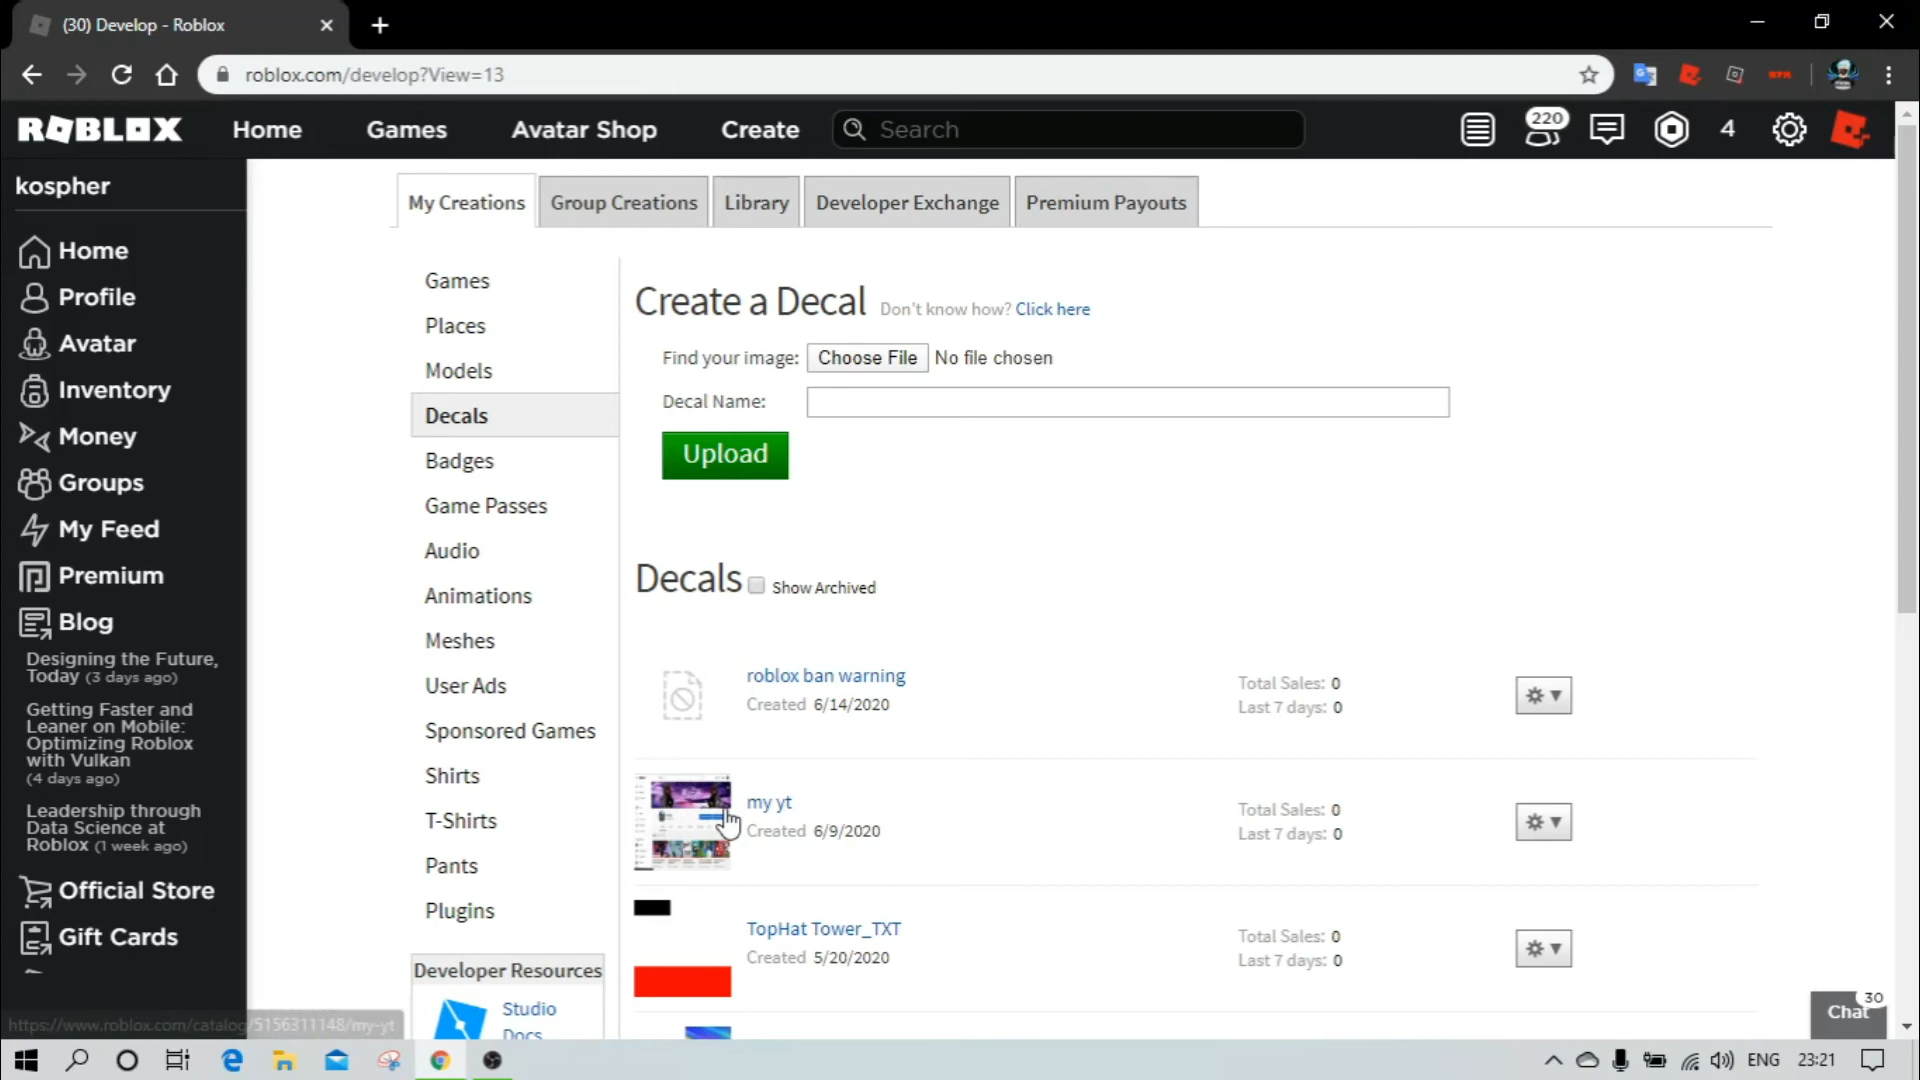 (30) Develop - Roblox
roblox.com/develop?View=13
ROBLOX
Home
Games
Avatar Shop
Create
Search
220
4
kospher
Home
Profile
Avatar
Inventory
Money
Groups
My Feed
Premium
Blog
Designing the Future,
Today (3 days ago)
Getting Faster and
Leaner on Mobile:
Optimizing Roblox
with Vulkan
(4 days ago)
Leadership through
Data Science at
Roblox (1 week ago)
Official Store
Gift Cards
My Creations
Group Creations
Library
Developer Exchange
Premium Payouts
Games
Places
Models
Decals
Badges
Game Passes
Audio
Animations
Meshes
User Ads
Sponsored Games
Shirts
T-Shirts
Pants
Plugins
Developer Resources
Studio
Docs
Create a Decal Don't know how? Click here
Find your image: Choose File No file chosen
Decal Name:
Upload
Decals Show Archived
roblox ban warning
Created 6/14/2020
Total Sales: 0
Last 7 days: 0
my yt
Created 6/9/2020
Total Sales: 0
Last 7 days: 0
TopHat Tower_TXT
Created 5/20/2020
Total Sales: 0
Last 7 days: 0
30
Chat
https://www.roblox.com/catalog/5156311148/my-yt
ENG
23:21